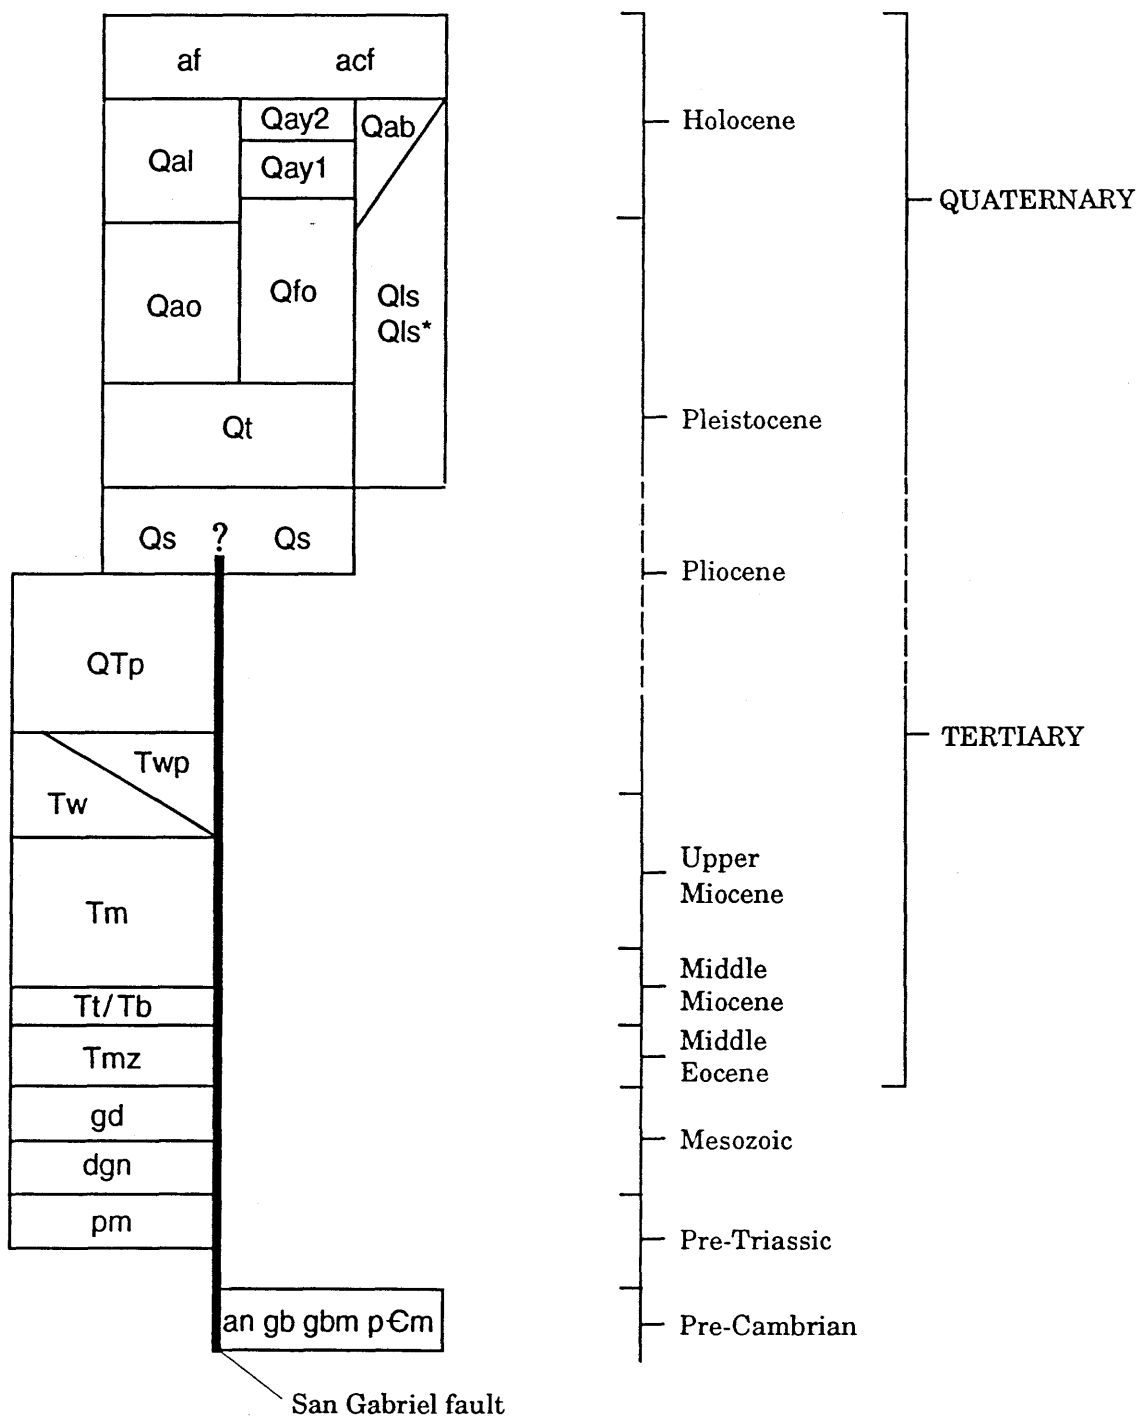 af acf
Qal
Qay2
Qay1
Qab
Qao
Qfo
Qls
Qls*
Qt
Qs ? Qs
QTp
Twp
Tw
Tm
Tt/Tb
Tmz
gd
dgn
pm
an gb gbm p€m
San Gabriel fault
Holocene
Pleistocene
Pliocene
Upper
Miocene
Middle
Miocene
Middle
Eocene
Mesozoic
Pre-Triassic
Pre-Cambrian
QUATERNARY
TERTIARY